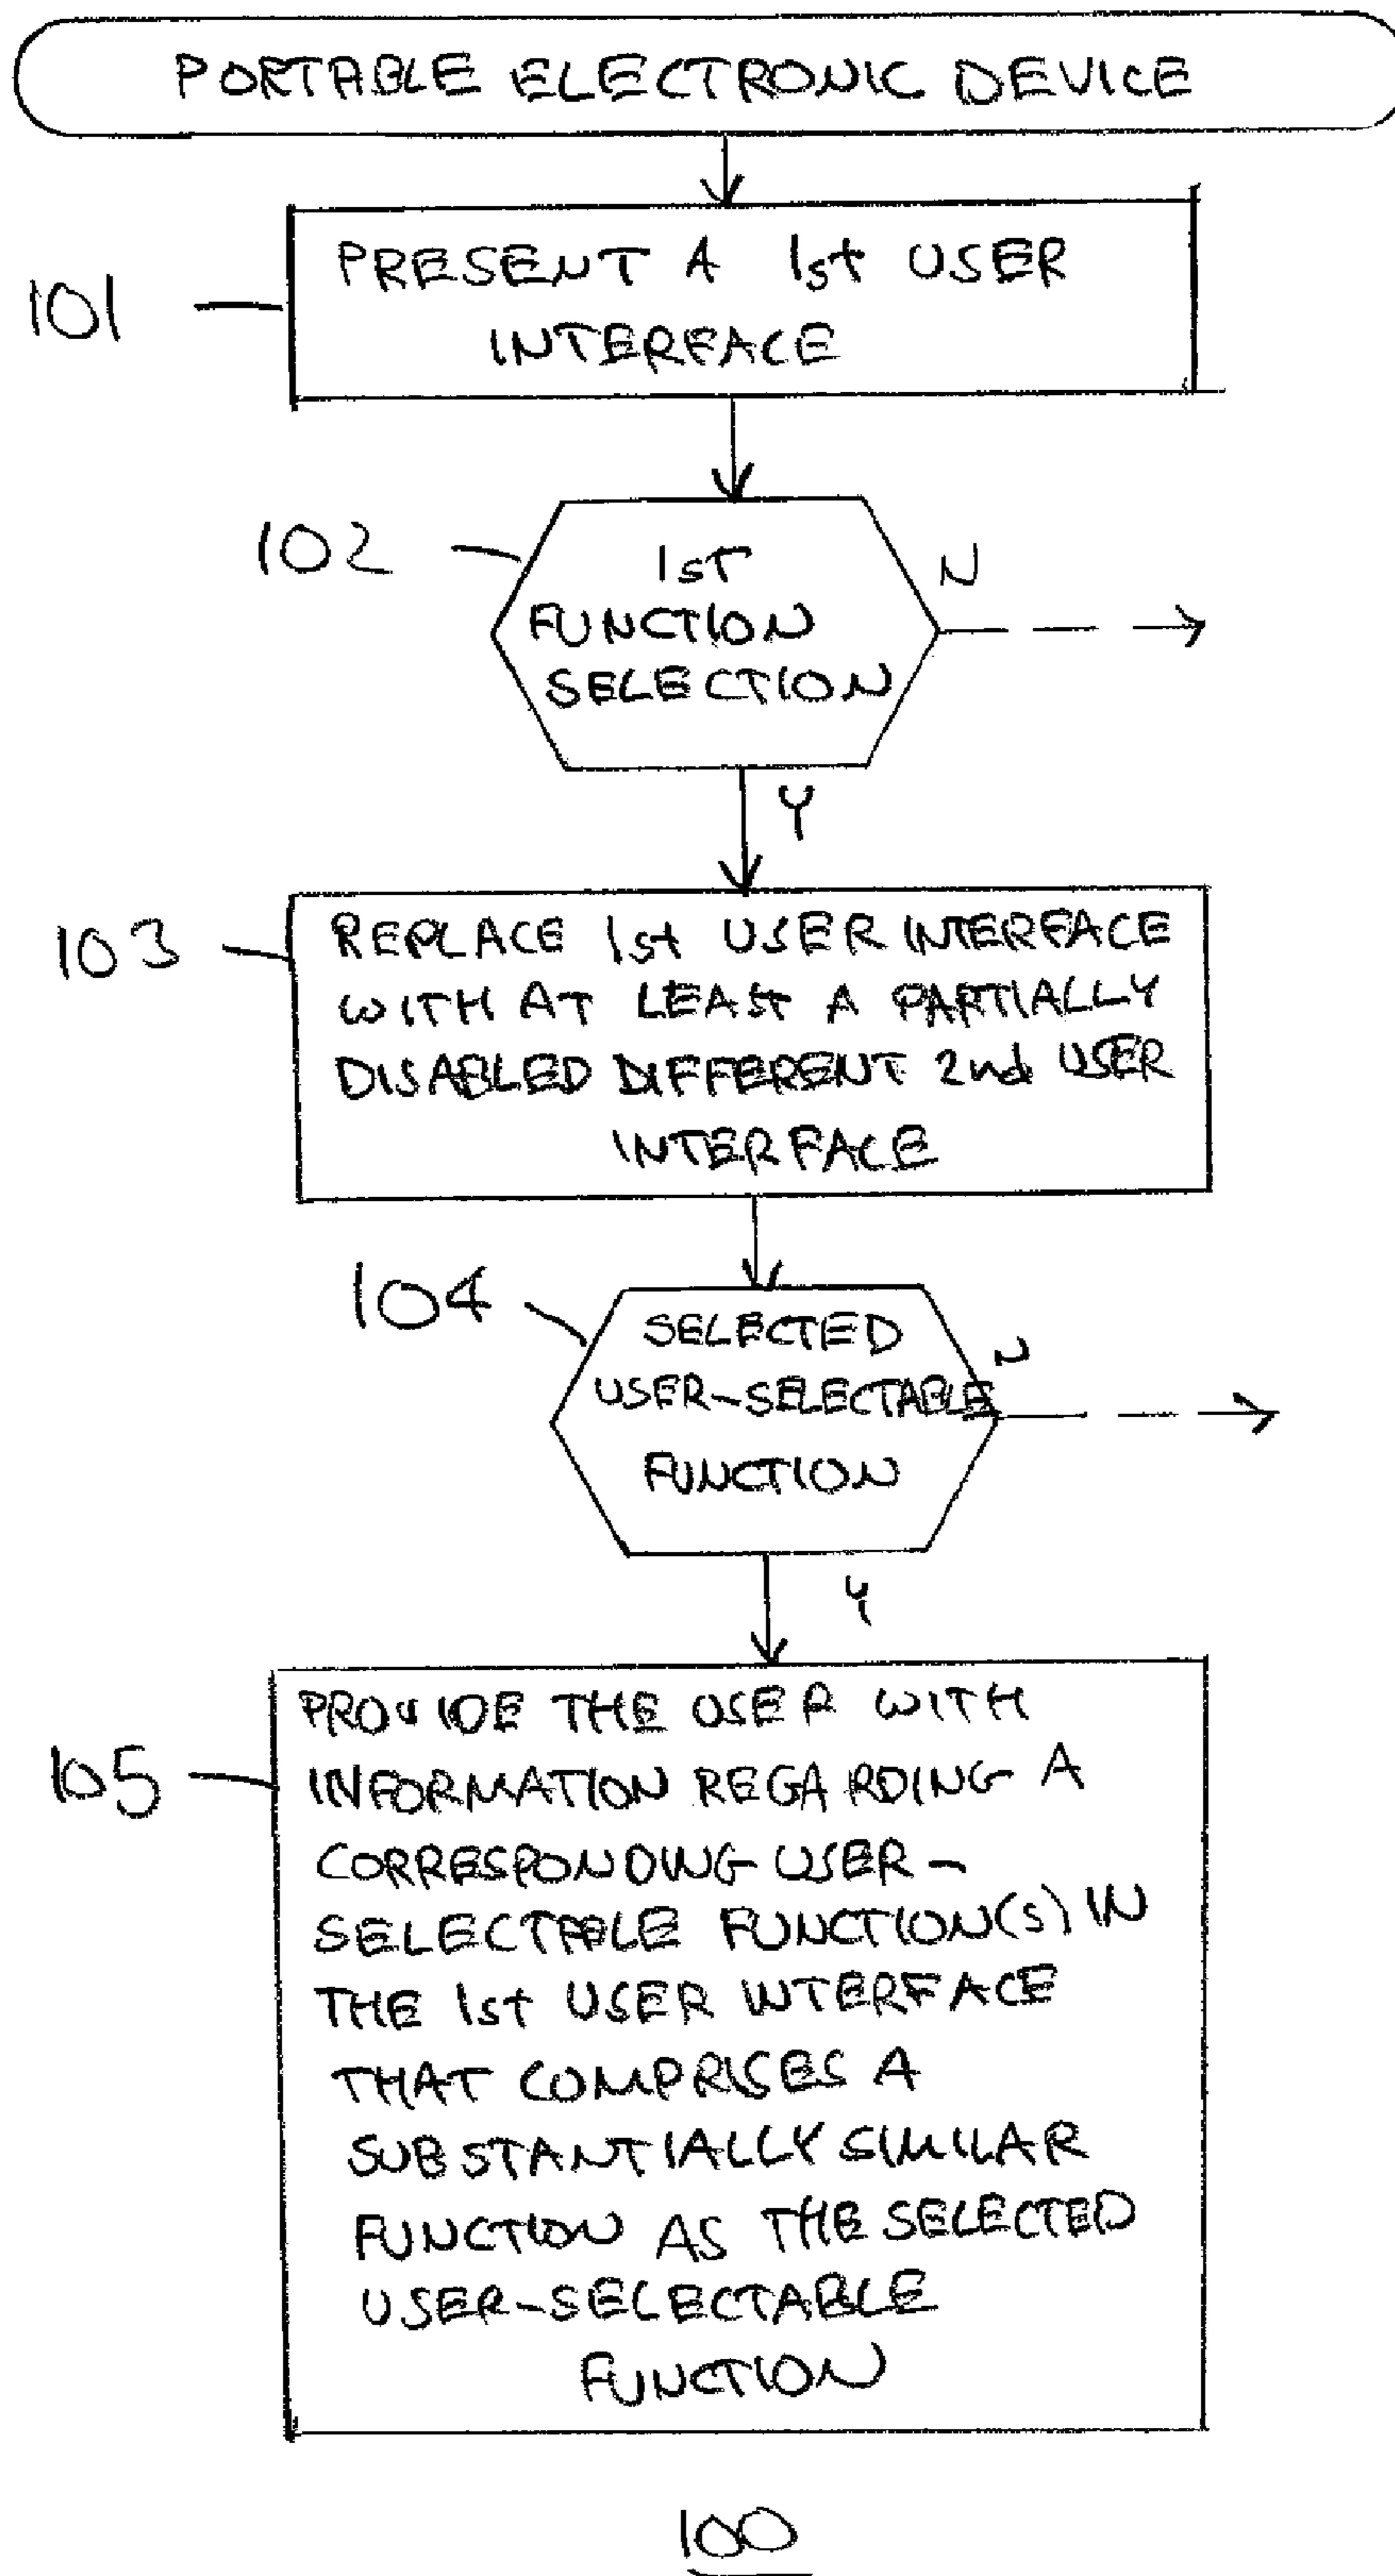 PORTABLE ELECTRONIC DEVICE
101
PRESENT A 1st USER
INTERFACE
102
1ST
FUNCTION
SELECTION
N
Y
103
REPLACE 1st USER INTERFACE
WITH AT LEAST A PARTIALLY
DISABLED DIFFERENT 2nd USER
INTERFACE
104
SELECTED
USER-SELECTABLE
FUNCTION
N
Y
105
PROVIDE THE USER WITH
INFORMATION REGARDING A
CORRESPONDING USER-
SELECTABLE FUNCTION(S) IN
THE 1st USER INTERFACE
THAT COMPRISES A
SUBSTANTIALLY SIMILAR
FUNCTION AS THE SELECTED
USER-SELECTABLE
FUNCTION
100